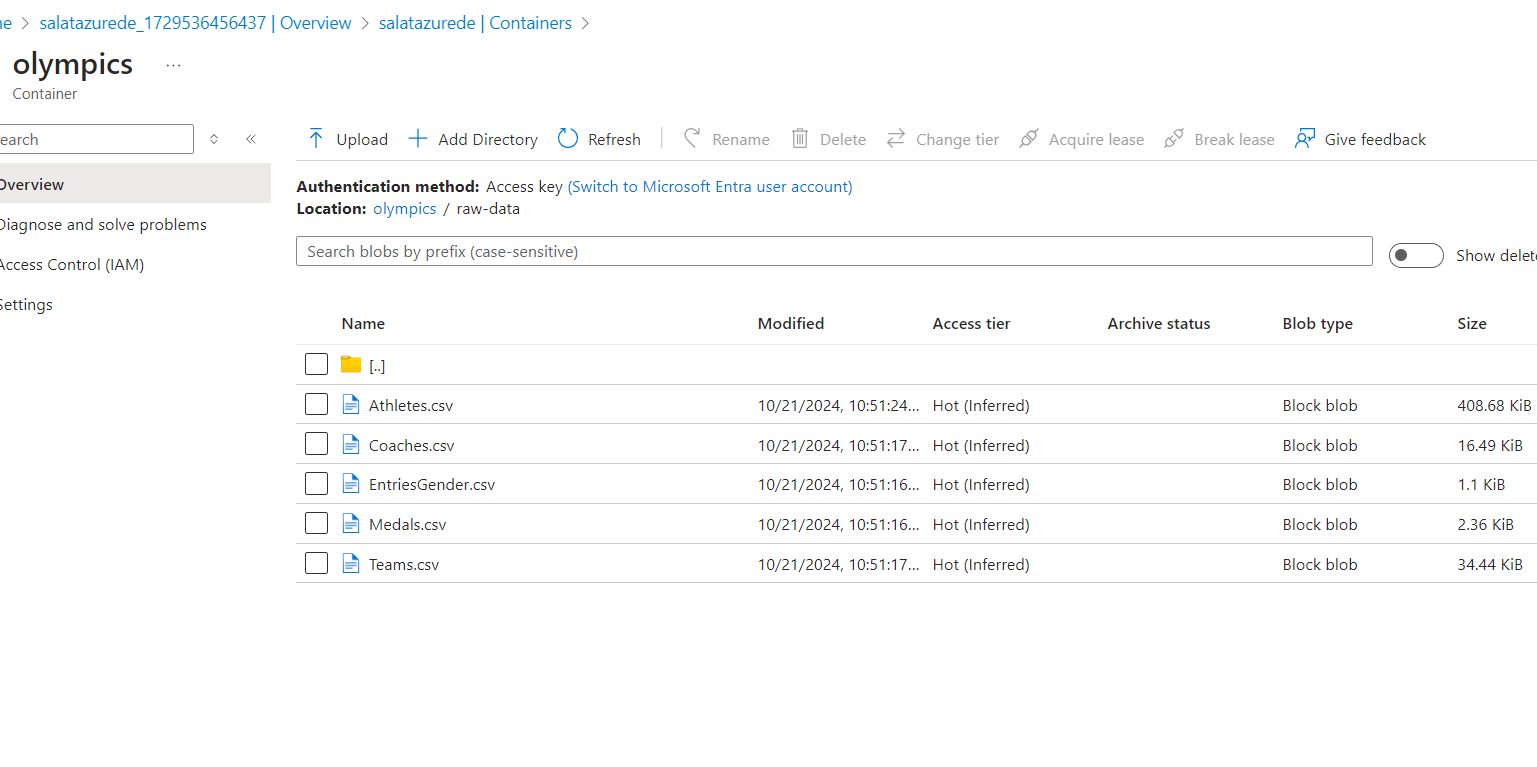 ne > salatazurede_1729536456437 | Overview > salatazurede | Containers >
olympics ...
Container
earch
Upload Add Directory Refresh Rename Delete Change tier Acquire lease Break lease Give feedback
Overview
Diagnose and solve problems
Access Control (IAM)
Settings
Authentication method: Access key (Switch to Microsoft Entra user account)
Location: olympics / raw-data
Search blobs by prefix (case-sensitive)
Show delet
Name Modified Access tier Archive status Blob type Size
[..]
Athletes.csv 10/21/2024, 10:51:24... Hot (Inferred) Block blob 408.68 KiB
Coaches.csv 10/21/2024, 10:51:17... Hot (Inferred) Block blob 16.49 KiB
EntriesGender.csv 10/21/2024, 10:51:16... Hot (Inferred) Block blob 1.1 KiB
Medals.csv 10/21/2024, 10:51:16... Hot (Inferred) Block blob 2.36 KiB
Teams.csv 10/21/2024, 10:51:17... Hot (Inferred) Block blob 34.44 KiB